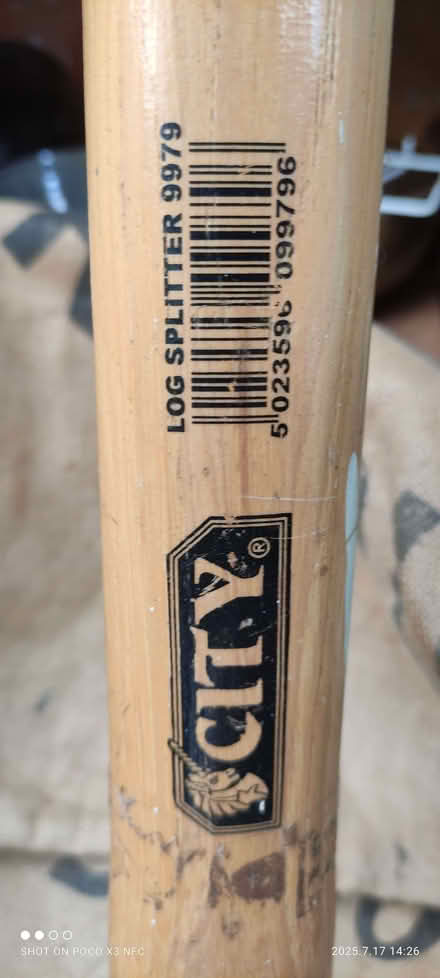 LOG SPLITTER 9979
5 023596 099796
CITY®
SHOT ON POCO X3 NFC
2025.7.17 14:26